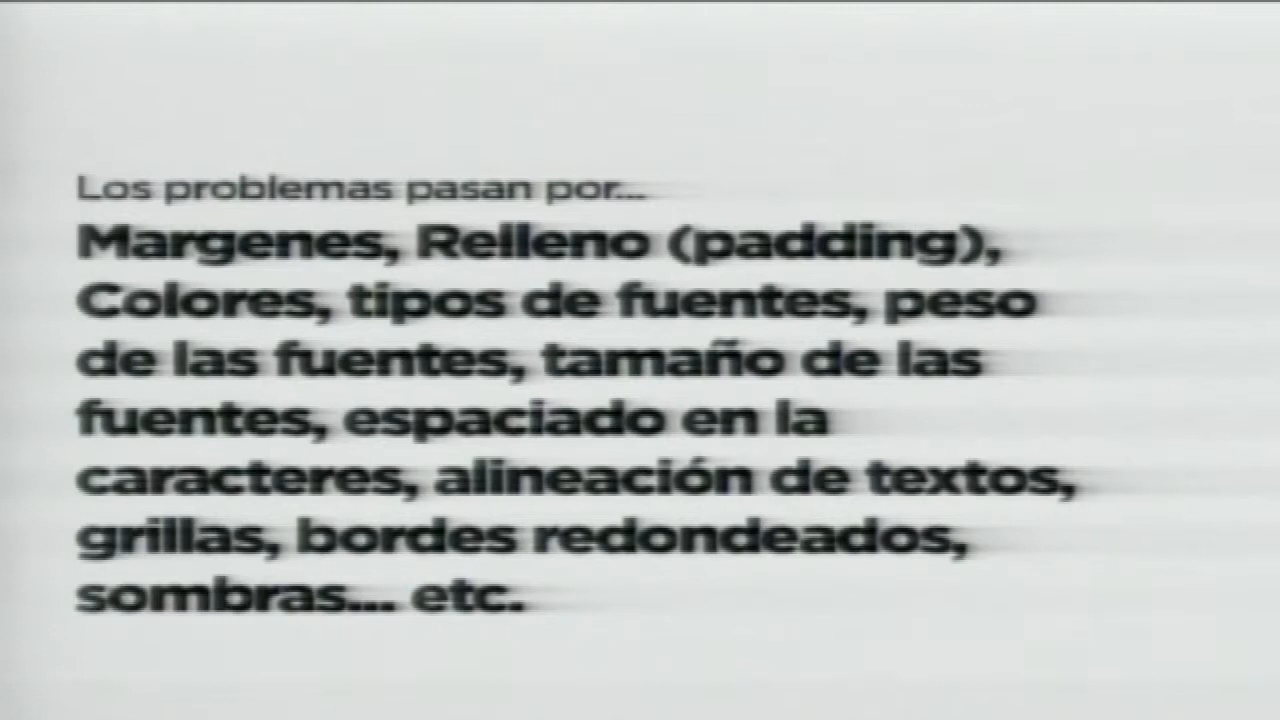 Los problemas pasan por...
Margenes, Relleno (padding),
Colores, tipos de fuentes, peso
de las fuentes, tamaño de las
fuentes, espaciado en la
caracteres, alineación de textos,
grillas, bordes redondeados,
sombras... etc.